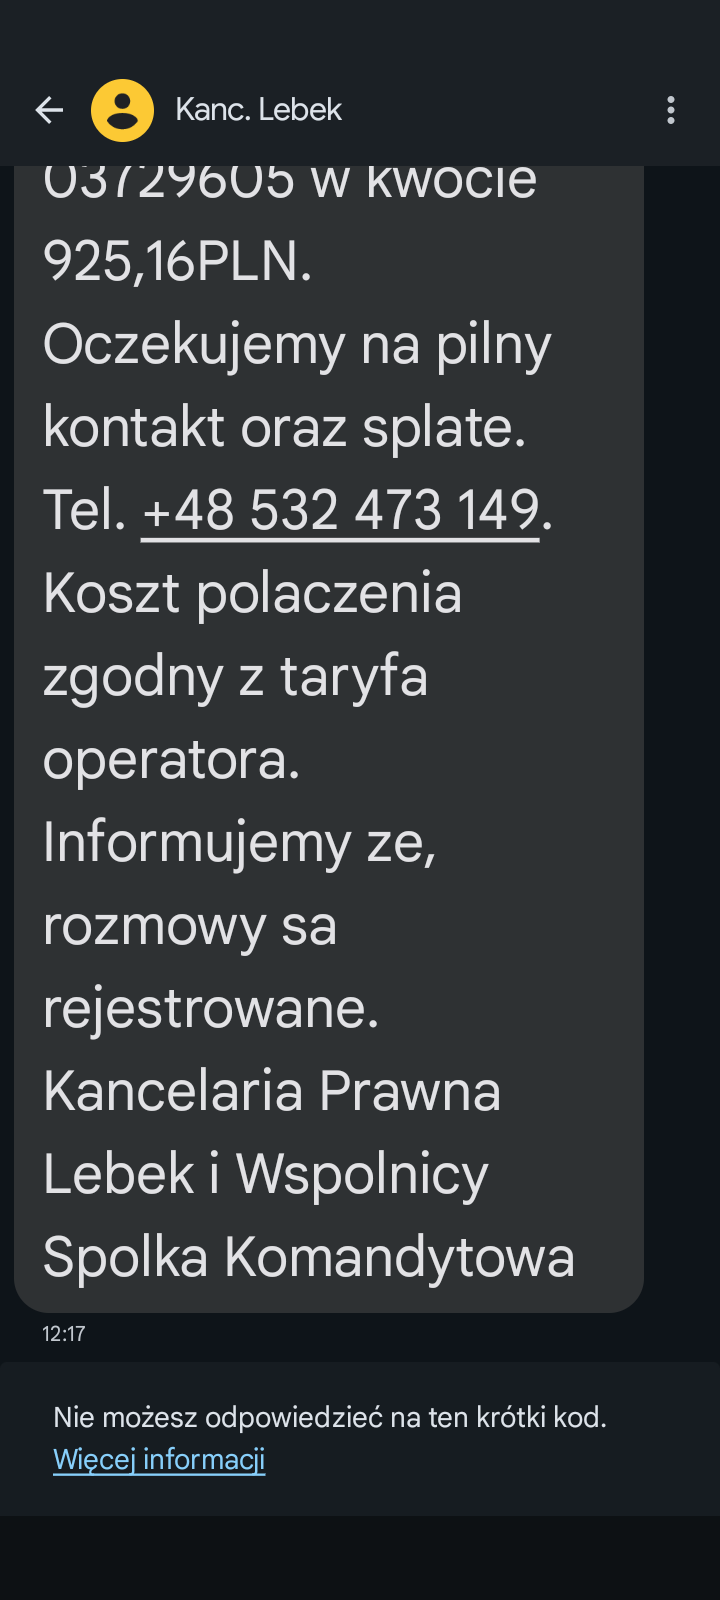 Kanc. Lebek
03729605 w kwocie
925,16PLN.
Oczekujemy na pilny
kontakt oraz splate.
Tel. +48 532 473 149.
Koszt polaczenia
zgodny z taryfa
operatora.
Informujemy ze,
rozmowy sa
rejestrowane.
Kancelaria Prawna
Lebek i Wspolnicy
Spolka Komandytowa
12:17
Nie możesz odpowiedzieć na ten krótki kod.
Więcej informacji